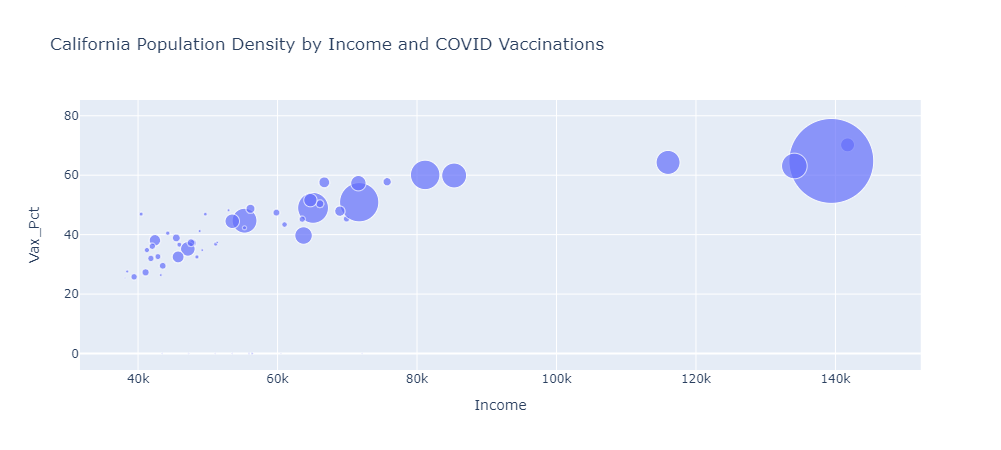 California Population Density by Income and COVID Vaccinations
80
60
40
20
0
Vax_Pct
40k 60k 80k 100k 120k 140k
Income